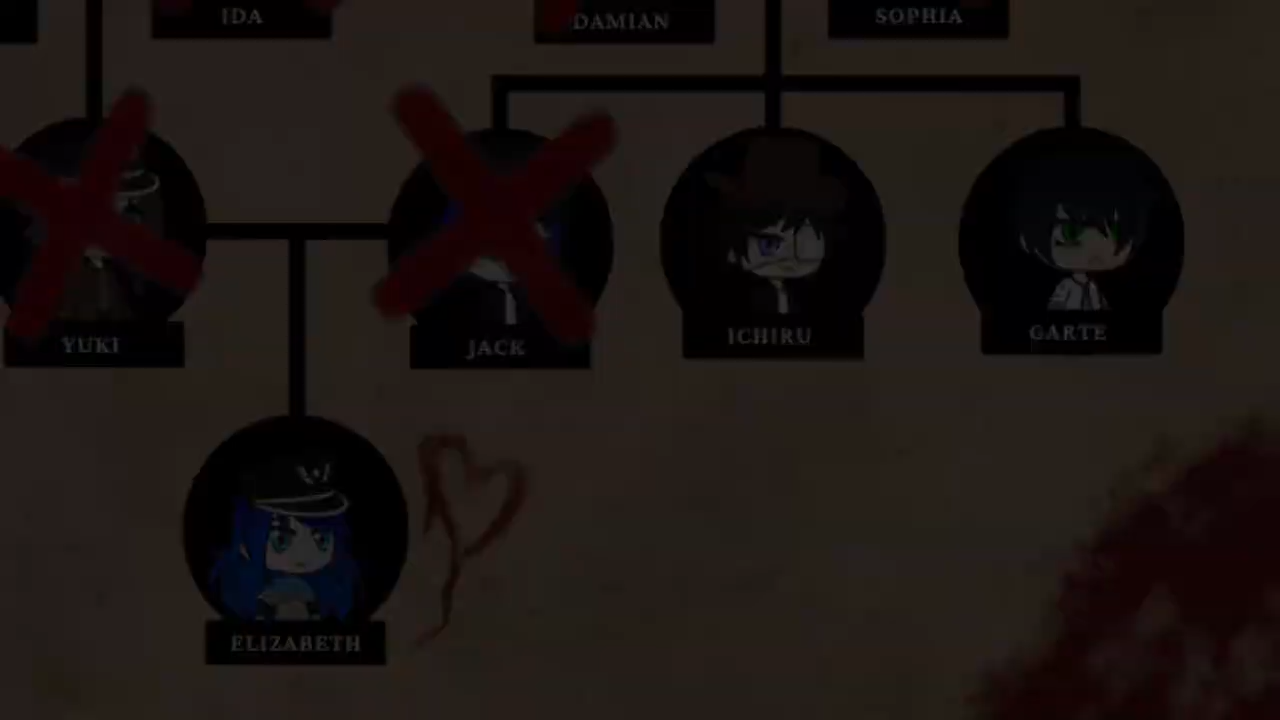 IDA
DAMIAN
SOPHIA
YUKI
JACK
ICHIRU
GARTE
ELIZABETH